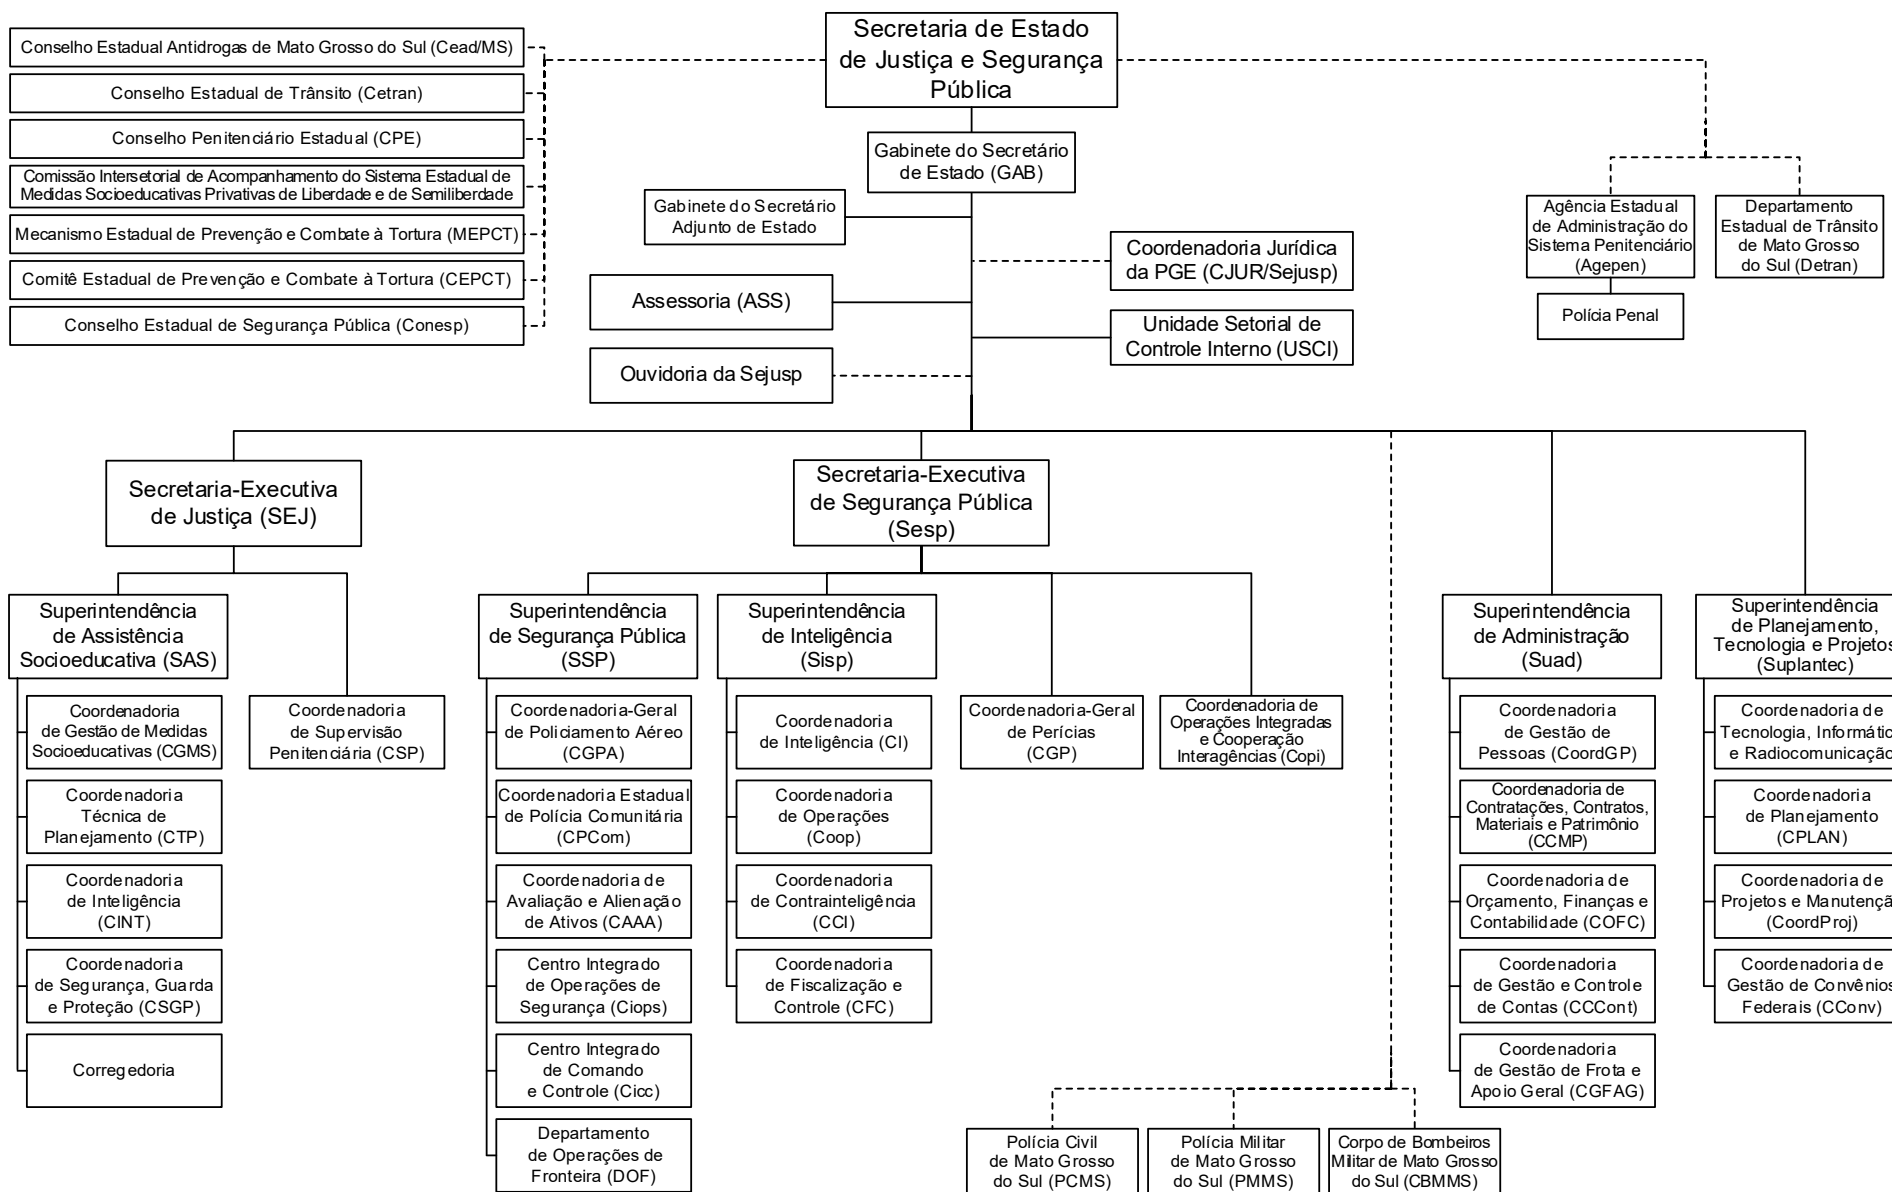 Secretaria de Estado
de Justiça e Segurança
Pública
Conselho Estadual Antidrogas de Mato Grosso do Sul (Cead/MS)
Conselho Estadual de Trânsito (Cetran)
Conselho Penitenciário Estadual (CPE)
Comissão Intersetorial de Acompanhamento do Sistema Estadual de
Medidas Socioeducativas Privativas de Liberdade e de Semiliberdade
Mecanismo Estadual de Prevenção e Combate à Tortura (MEPCT)
Comitê Estadual de Prevenção e Combate à Tortura (CEPCT)
Conselho Estadual de Segurança Pública (Conesp)
Gabinete do Secretário
de Estado (GAB)
Gabinete do Secretário
Adjunto de Estado
Coordenadoria Jurídica
da PGE (CJUR/Sejusp)
Assessoria (ASS)
Unidade Setorial de
Controle Interno (USCI)
Ouvidoria da Sejusp
Agência Estadual
de Administração do
Sistema Penitenciário
(Agepen)
Departamento
Estadual de Trânsito
de Mato Grosso
do Sul (Detran)
Polícia Penal
Secretaria-Executiva
de Justiça (SEJ)
Secretaria-Executiva
de Segurança Pública
(Sesp)
Superintendência
de Assistência
Socioeducativa (SAS)
Coordenadoria
de Gestão de Medidas
Socioeducativas (CGMS)
Coordenadoria
Técnica de
Planejamento (CTP)
Coordenadoria
de Inteligência
(CINT)
Coordenadoria
de Segurança, Guarda
e Proteção (CSGP)
Corregedoria
Coordenadoria
de Supervisão
Penitenciária (CSP)
Superintendência
de Segurança Pública
(SSP)
Coordenadoria-Geral
de Policiamento Aéreo
(CGPA)
Coordenadoria Estadual
de Polícia Comunitária
(CPCom)
Coordenadoria de
Avaliação e Alienação
de Ativos (CAAA)
Centro Integrado
de Operações de
Segurança (Ciops)
Centro Integrado
de Comando
e Controle (Cicc)
Departamento
de Operações de
Fronteira (DOF)
Superintendência
de Inteligência
(Sisp)
Coordenadoria
de Inteligência (CI)
Coordenadoria
de Operações
(Coop)
Coordenadoria
de Contrainteligência
(CCI)
Coordenadoria
de Fiscalização e
Controle (CFC)
Coordenadoria-Geral
de Perícias
(CGP)
Coordenadoria de
Operações Integradas
e Cooperação
Interagências (Copi)
Polícia Civil
de Mato Grosso
do Sul (PCMS)
Polícia Militar
de Mato Grosso
do Sul (PMMS)
Corpo de Bombeiros
Militar de Mato Grosso
do Sul (CBMMS)
Superintendência
de Administração
(Suad)
Coordenadoria
de Gestão de
Pessoas (CoordGP)
Coordenadoria de
Contratações, Contratos,
Materiais e Patrimônio
(CCMP)
Coordenadoria de
Orçamento, Finanças e
Contabilidade (COFC)
Coordenadoria
de Gestão e Controle
de Contas (CCCont)
Coordenadoria
de Gestão de Frota e
Apoio Geral (CGFAG)
Superintendência
de Planejamento,
Tecnologia e Projetos
(Suplantec)
Coordenadoria de
Tecnologia, Informátic
e Radiocomunicação
Coordenadoria
de Planejamento
(CPLAN)
Coordenadoria de
Projetos e Manutençã
(CoordProj)
Coordenadoria de
Gestão de Convênios
Federais (CConv)